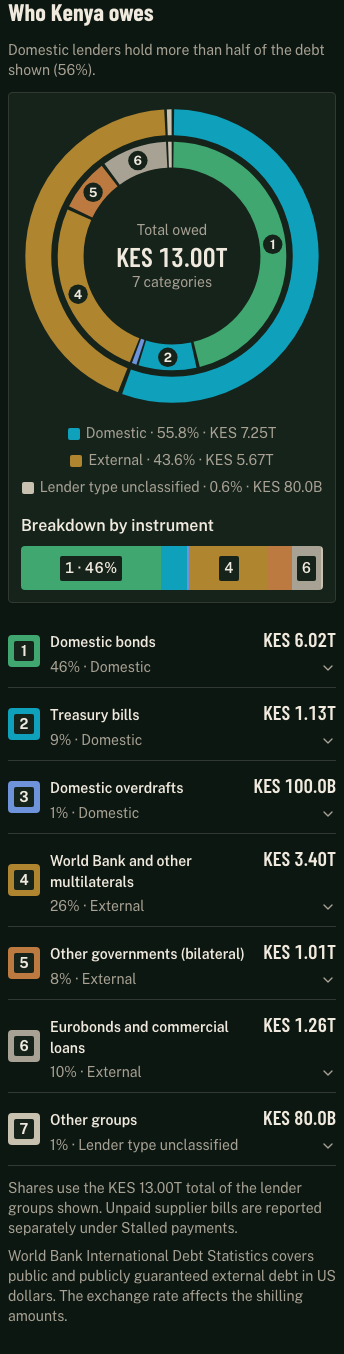 Who Kenya owes
Domestic lenders hold more than half of the debt
shown (56%).
6
5
1
Total owed
KES 13.00T
7 categories
4
2
Domestic · 55.8% · KES 7.25T
External · 43.6% · KES 5.67T
Lender type unclassified · 0.6% · KES 80.0B
Breakdown by instrument
1 · 46%
4
6
1
Domestic bonds
KES 6.02T
46% · Domestic
2
Treasury bills
KES 1.13T
9% · Domestic
3
Domestic overdrafts
KES 100.0B
1% · Domestic
4
World Bank and other
multilaterals
KES 3.40T
26% · External
5
Other governments (bilateral)
KES 1.01T
8% · External
6
Eurobonds and commercial
loans
KES 1.26T
10% · External
7
Other groups
KES 80.0B
1% · Lender type unclassified
Shares use the KES 13.00T total of the lender
groups shown. Unpaid supplier bills are reported
separately under Stalled payments.
World Bank International Debt Statistics covers
public and publicly guaranteed external debt in US
dollars. The exchange rate affects the shilling
amounts.